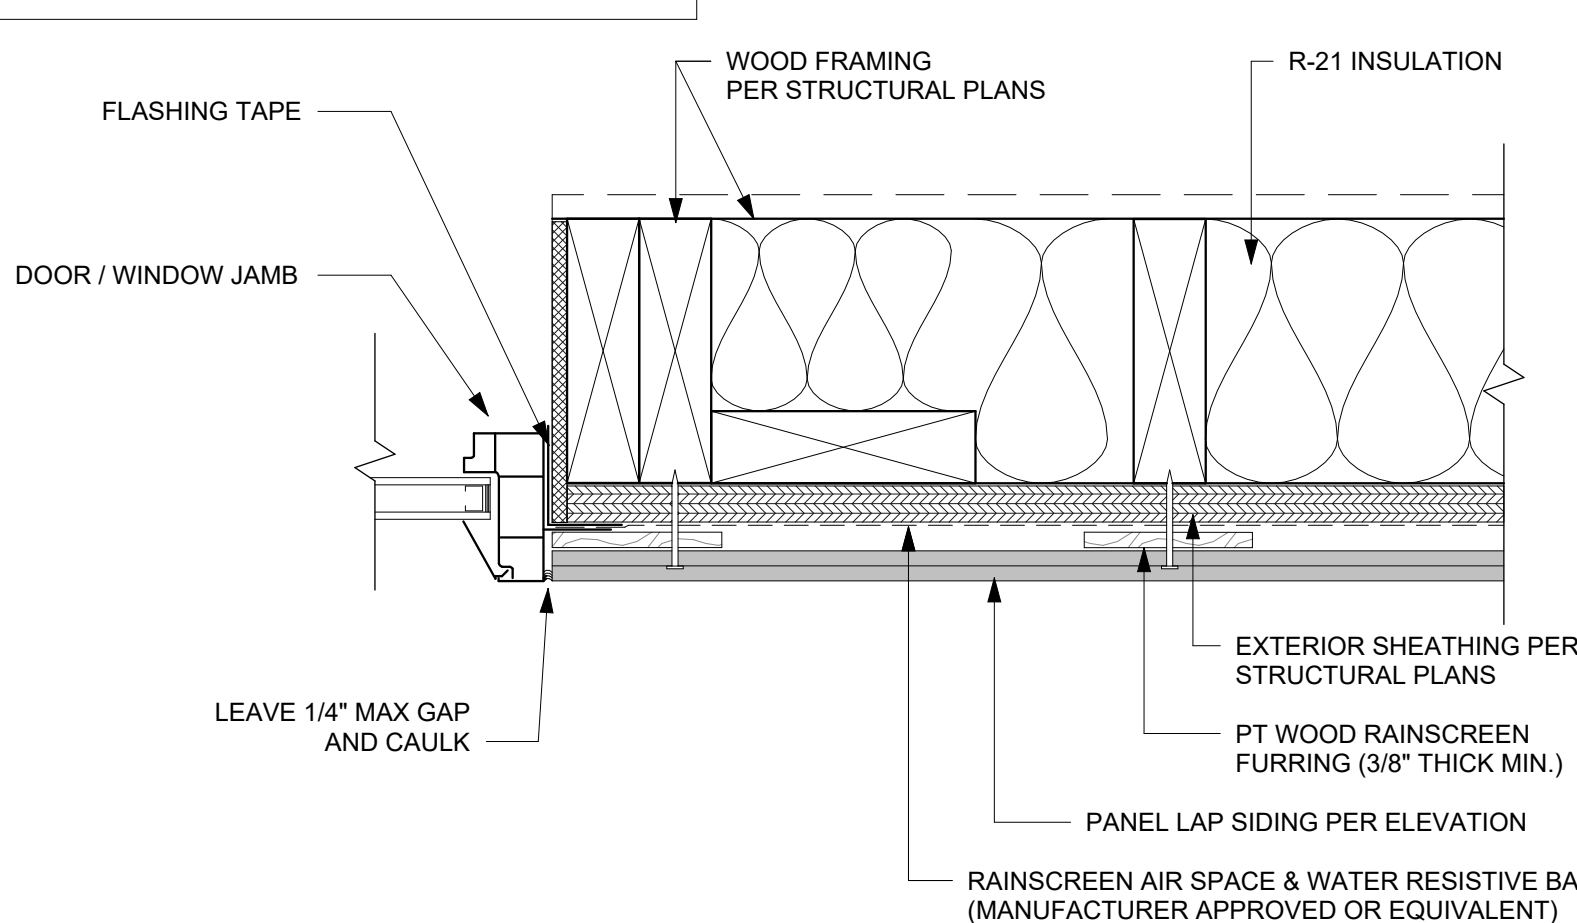 WOOD FRAMING
PER STRUCTURAL PLANS
R-21 INSULATION
FLASHING TAPE
DOOR / WINDOW JAMB
EXTERIOR SHEATHING PER
STRUCTURAL PLANS
LEAVE 1/4" MAX GAP
AND CAULK
PT WOOD RAINSCREEN
FURRING (3/8" THICK MIN.)
PANEL LAP SIDING PER ELEVATION
RAINSCREEN AIR SPACE & WATER RESISTIVE BA
(MANUFACTURER APPROVED OR EQUIVALENT)